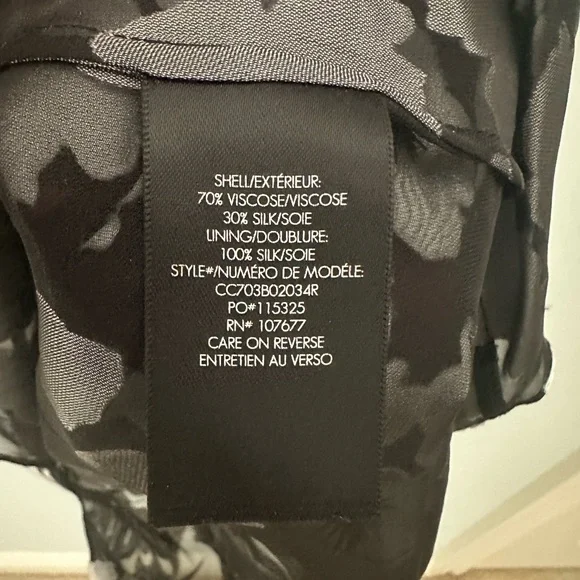 SHELL/EXTÉRIEUR:
70% VISCOSE/VISCOSE
30% SILK/SOIE
LINING/DOUBLURE:
100% SILK/SOIE
STYLE#/NUMÉRO DE MODÉLE:
CC703B02034R
PO#115325
RN# 107677
CARE ON REVERSE
ENTRETIEN AU VERSO